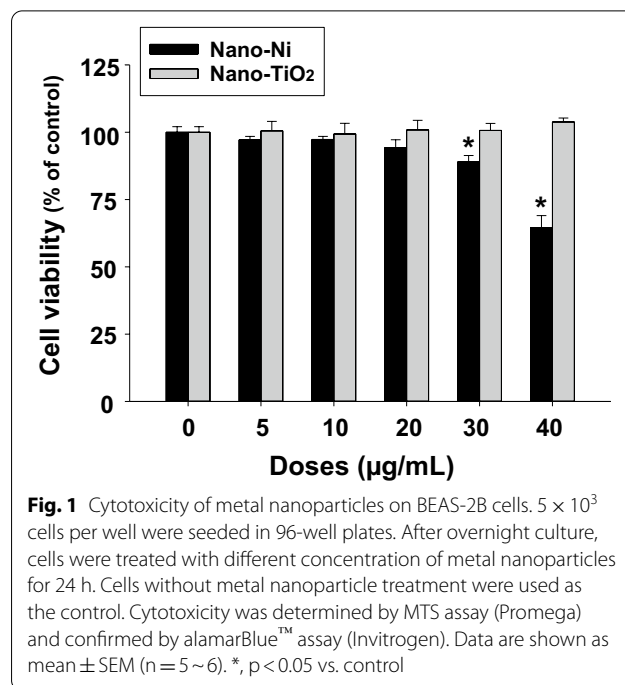 Nano-Ni
Nano-TiO2
Cell viability (% of control)
125
100
75
50
25
0
*
*
0 5 10 20 30 40
Doses (µg/mL)
Fig. 1 Cytotoxicity of metal nanoparticles on BEAS-2B cells. 5 × 10³
cells per well were seeded in 96-well plates. After overnight culture,
cells were treated with different concentration of metal nanoparticles
for 24 h. Cells without metal nanoparticle treatment were used as
the control. Cytotoxicity was determined by MTS assay (Promega)
and confirmed by alamarBlue™ assay (Invitrogen). Data are shown as
mean ± SEM (n = 5 ~ 6). *, p < 0.05 vs. control